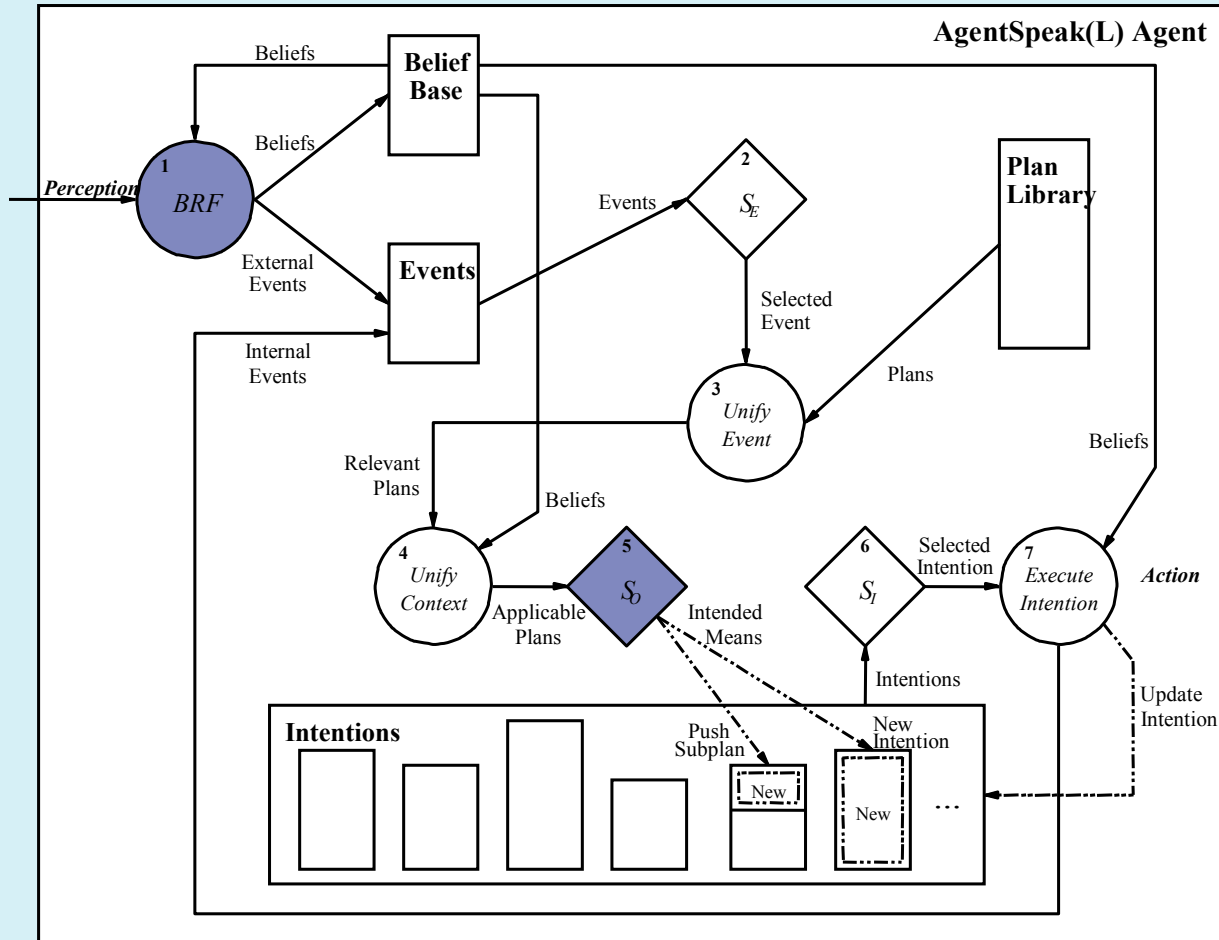 AgentSpeak(L) Agent
Beliefs
Belief
Base
Beliefs
1
BRF
Perception
External
Events
Events
Internal
Events
Events
2
S_E
Selected
Event
Plan
Library
Plans
3
Unify
Event
Relevant
Plans
Beliefs
Beliefs
4
Unify
Context
Applicable
Plans
5
S_O
Intended
Means
6
S_I
Selected
Intention
7
Execute
Intention
Action
Intentions
Update
Intention
Intentions
Push
Subplan
New
Intention
New
New
...